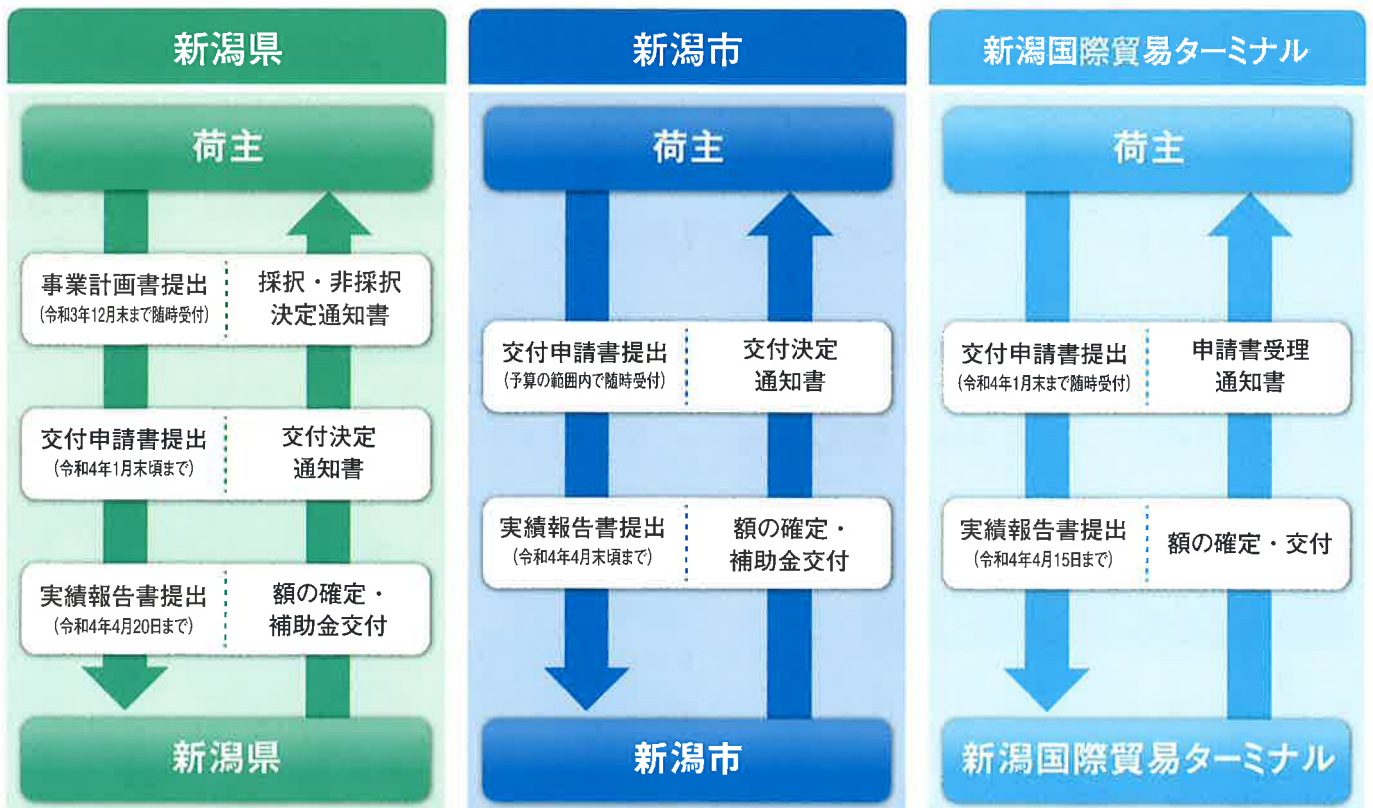 新潟県
荷主
事業計画書提出
(令和3年12月末まで随時受付)
採択・非採択
決定通知書
交付申請書提出
(令和4年1月末頃まで)
交付決定
通知書
実績報告書提出
(令和4年4月20日まで)
額の確定・
補助金交付
新潟県
新潟市
荷主
交付申請書提出
(予算の範囲内で随時受付)
交付決定
通知書
実績報告書提出
(令和4年4月末頃まで)
額の確定・
補助金交付
新潟市
新潟国際貿易ターミナル
荷主
交付申請書提出
(令和4年1月末まで随時受付)
申請書受理
通知書
実績報告書提出
(令和4年4月15日まで)
額の確定・交付
新潟国際貿易ターミナル